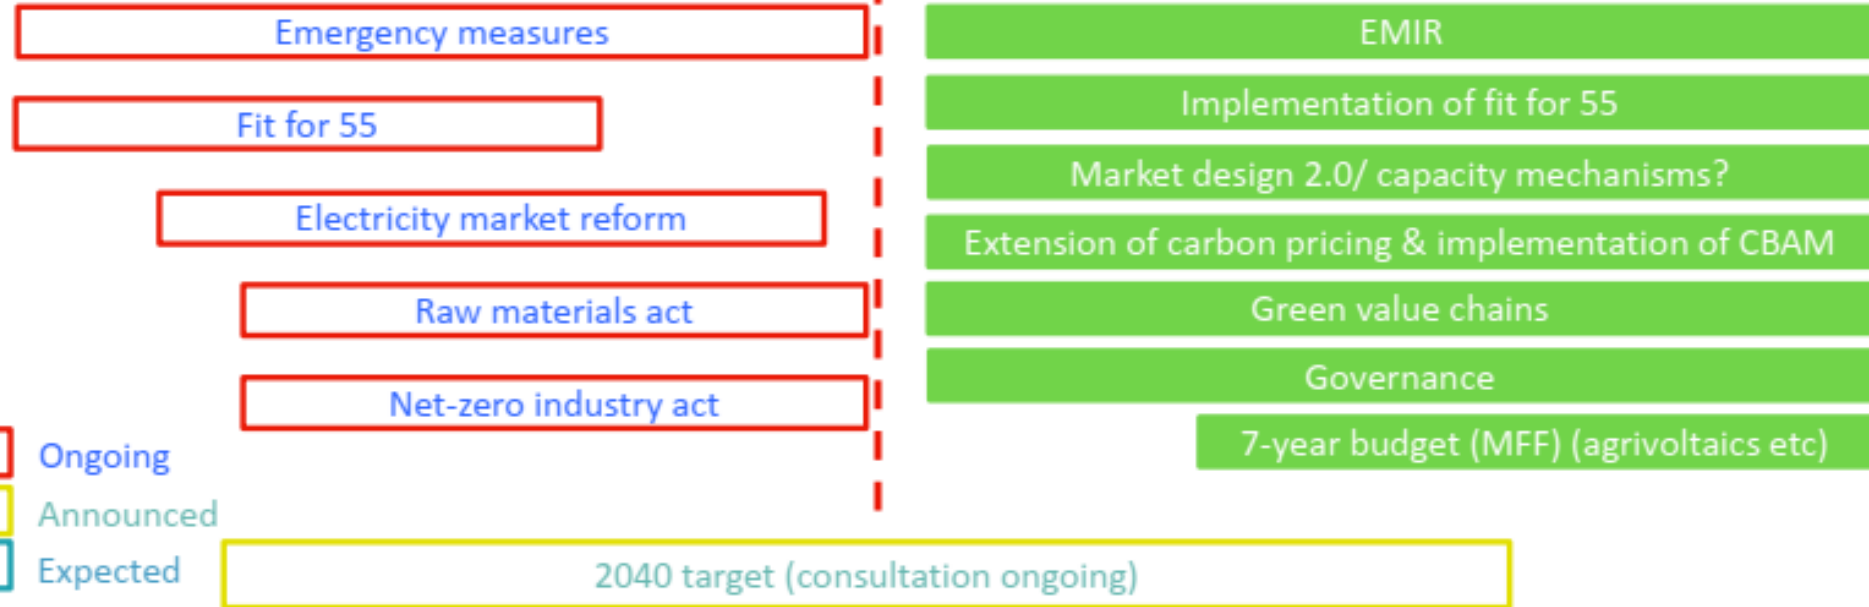 Emergency measures
EMIR
Fit for 55
Implementation of fit for 55
Market design 2.0/ capacity mechanisms?
Electricity market reform
Extension of carbon pricing & implementation of CBAM
Raw materials act
Green value chains
Net-zero industry act
Governance
7-year budget (MFF) (agrivoltaics etc)
Ongoing
Announced
Expected
2040 target (consultation ongoing)